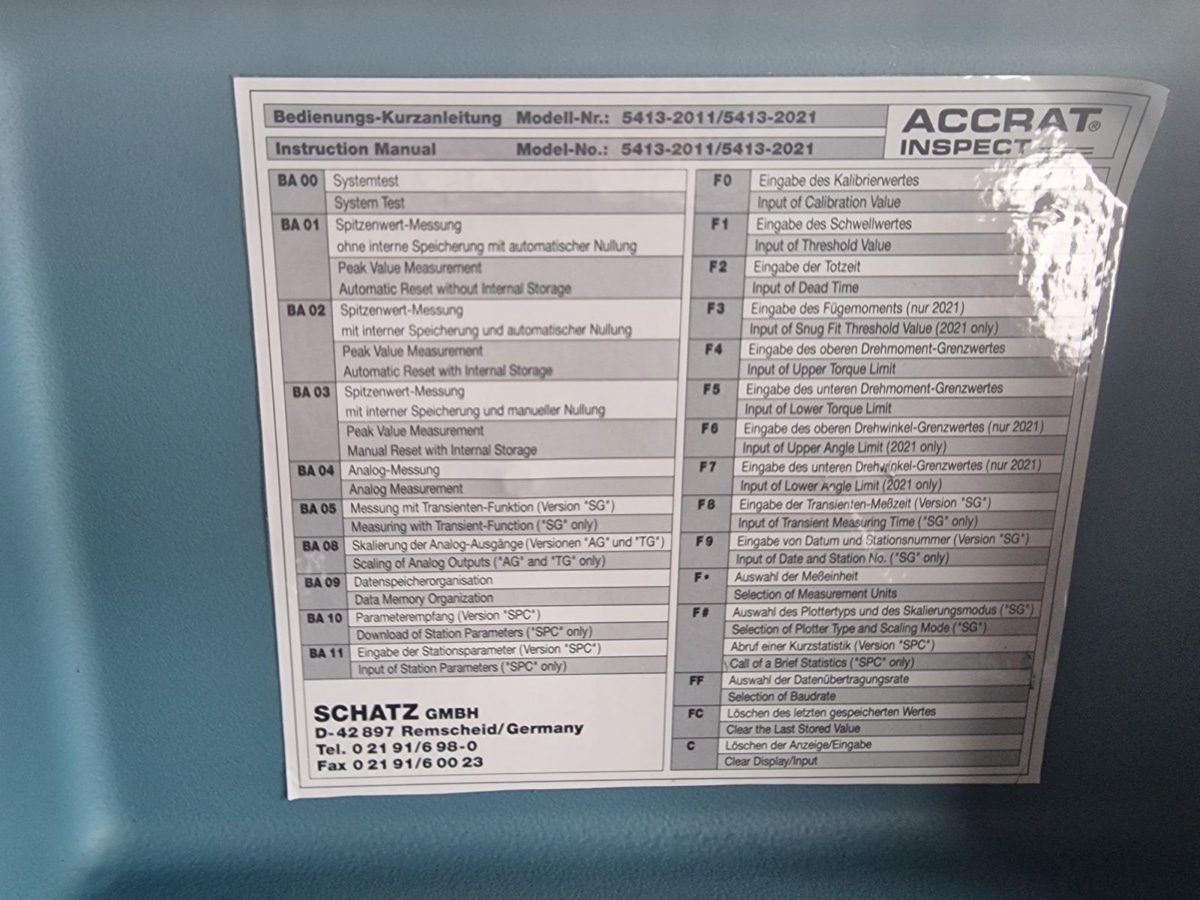 Bedienungs-Kurzanleitung Modell-Nr.: 5413-2011/5413-2021
Instruction Manual Model-No.: 5413-2011/5413-2021
ACCRAT®
INSPECT
BA 00 Systemtest
System Test
BA 01 Spitzenwert-Messung
ohne interne Speicherung mit automatischer Nullung
Peak Value Measurement
Automatic Reset without Internal Storage
BA 02 Spitzenwert-Messung
mit interner Speicherung und automatischer Nullung
Peak Value Measurement
Automatic Reset with Internal Storage
BA 03 Spitzenwert-Messung
mit interner Speicherung und manueller Nullung
Peak Value Measurement
Manual Reset with Internal Storage
BA 04 Analog-Messung
Analog Measurement
BA 05 Messung mit Transienten-Funktion (Version "SG")
Measuring with Transient-Function ("SG" only)
BA 08 Skalierung der Analog-Ausgänge (Versionen "AG" und "TG")
Scaling of Analog Outputs ("AG" and "TG" only)
BA 09 Datenspeicherorganisation
Data Memory Organization
BA 10 Parameterempfang (Version "SPC")
Download of Station Parameters ("SPC" only)
BA 11 Eingabe der Stationsparameter (Version "SPC")
Input of Station Parameters ("SPC" only)
SCHATZ GMBH
D-42 897 Remscheid/Germany
Tel. 0 21 91/6 98-0
Fax 0 21 91/6 00 23
F0 Eingabe des Kalibrierwertes
Input of Calibration Value
F1 Eingabe des Schwellwertes
Input of Threshold Value
F2 Eingabe der Totzeit
Input of Dead Time
F3 Eingabe des Fügemoments (nur 2021)
Input of Snug Fit Threshold Value (2021 only)
F4 Eingabe des oberen Drehmoment-Grenzwertes
Input of Upper Torque Limit
F5 Eingabe des unteren Drehmoment-Grenzwertes
Input of Lower Torque Limit
F6 Eingabe des oberen Drehwinkel-Grenzwertes (nur 2021)
Input of Upper Angle Limit (2021 only)
F7 Eingabe des unteren Drehwinkel-Grenzwertes (nur 2021)
Input of Lower Angle Limit (2021 only)
F8 Eingabe der Transienten-Meßzeit (Version "SG")
Input of Transient Measuring Time ("SG" only)
F9 Eingabe von Datum und Stationsnummer (Version "SG")
Input of Date and Station No. ("SG" only)
F• Auswahl der Meßeinheit
Selection of Measurement Units
F# Auswahl des Plottertyps und des Skalierungsmodus ("SG")
Selection of Plotter Type and Scaling Mode ("SG")
Abruf einer Kurzstatistik (Version "SPC")
Call of a Brief Statistics ("SPC" only)
FF Auswahl der Datenübertragungsrate
Selection of Baudrate
FC Löschen des letzten gespeicherten Wertes
Clear the Last Stored Value
C Löschen der Anzeige/Eingabe
Clear Display/Input